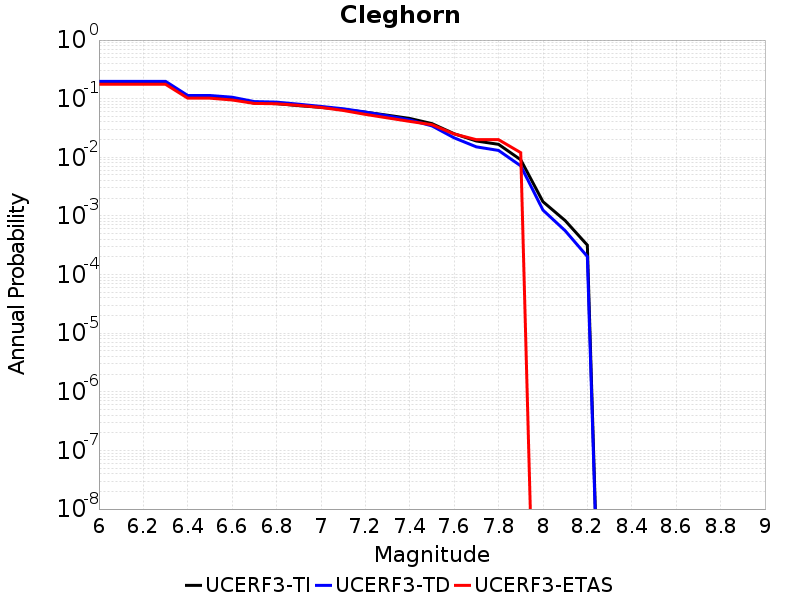 Cleghorn
10^0
10^-1
10^-2
10^-3
10^-4
10^-5
10^-6
10^-7
10^-8
Annual Probability
6 6.2 6.4 6.6 6.8 7 7.2 7.4 7.6 7.8 8 8.2 8.4 8.6 8.8 9
Magnitude
UCERF3-TI UCERF3-TD UCERF3-ETAS